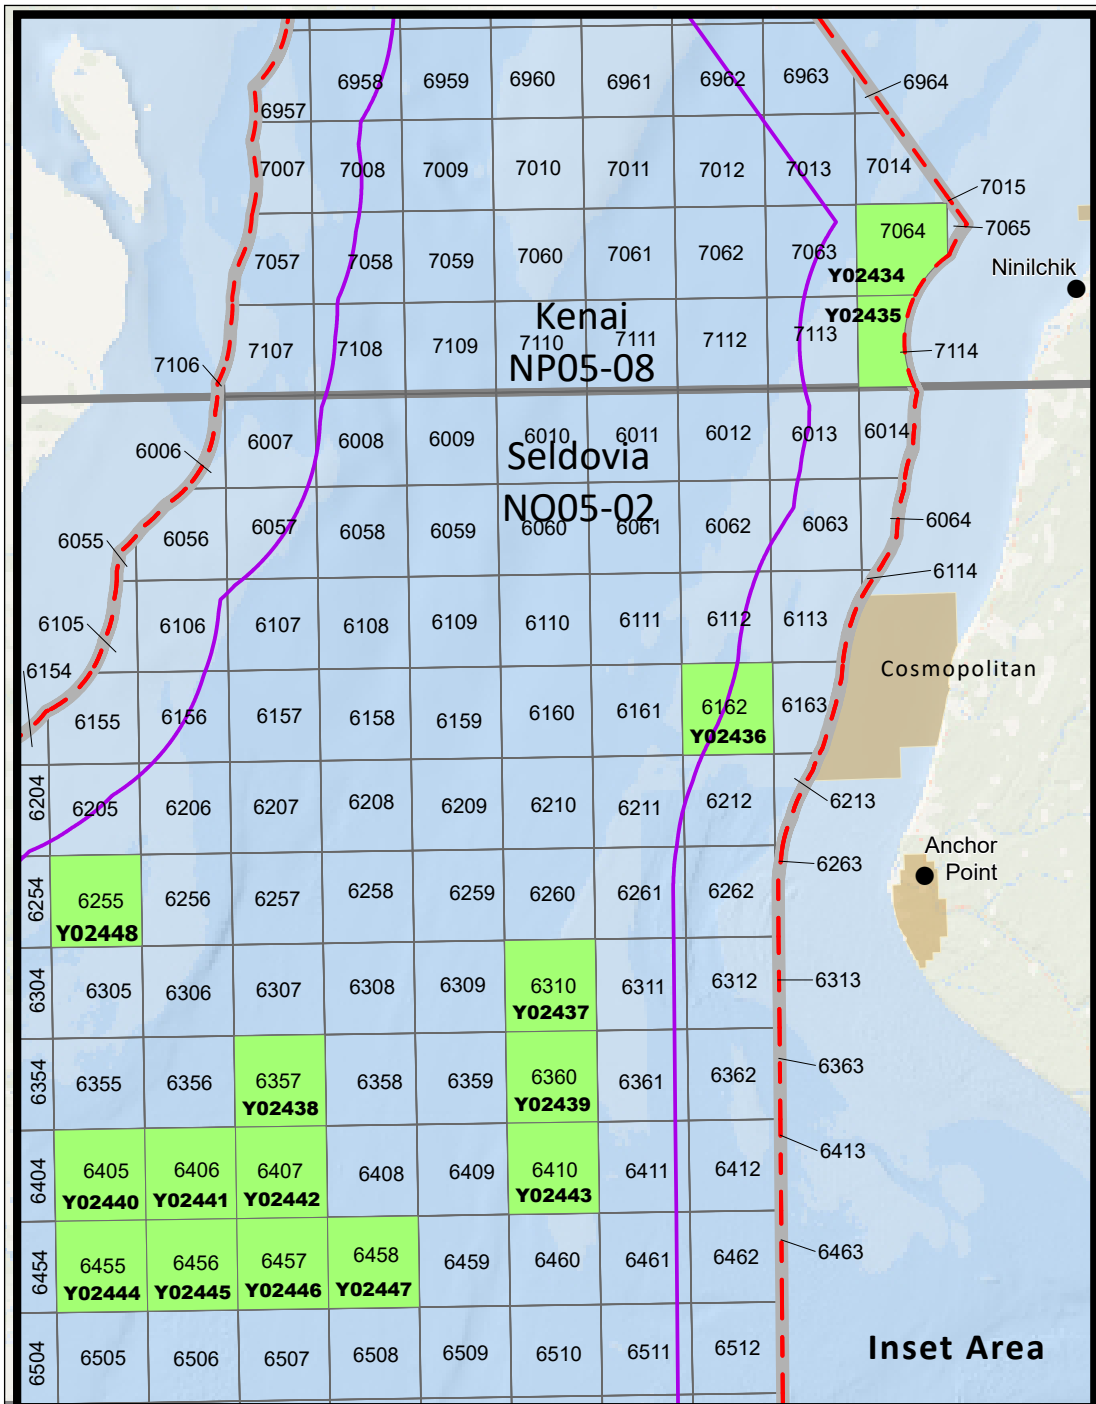 6958 6959 6960 6961 6962 6963 6964
6957
7007 7008 7009 7010 7011 7012 7013 7014
7015
7057 7058 7059 7060 7061 7062 7063 7064 7065
Y02434
Ninilchik
Y02435
Kenai
NP05-08
7106 7107 7108 7109 7110 7111 7112 7113 7114
6006 6007 6008 6009 6010 6011 6012 6013 6014
Seldovia
NO05-02
6055 6056 6057 6058 6059 6060 6061 6062 6063 6064
6114
6105 6106 6107 6108 6109 6110 6111 6112 6113
Cosmopolitan
6154
6155 6156 6157 6158 6159 6160 6161 6162 6163
Y02436
6204 6205 6206 6207 6208 6209 6210 6211 6212 6213
6263
Anchor
Point
6254 6255 6256 6257 6258 6259 6260 6261 6262
Y02448
6304 6305 6306 6307 6308 6309 6310 6311 6312 6313
Y02437
6354 6355 6356 6357 6358 6359 6360 6361 6362 6363
Y02438 Y02439
6404 6405 6406 6407 6408 6409 6410 6411 6412 6413
Y02440 Y02441 Y02442 Y02443
6454 6455 6456 6457 6458 6459 6460 6461 6462 6463
Y02444 Y02445 Y02446 Y02447
6504 6505 6506 6507 6508 6509 6510 6511 6512
Inset Area